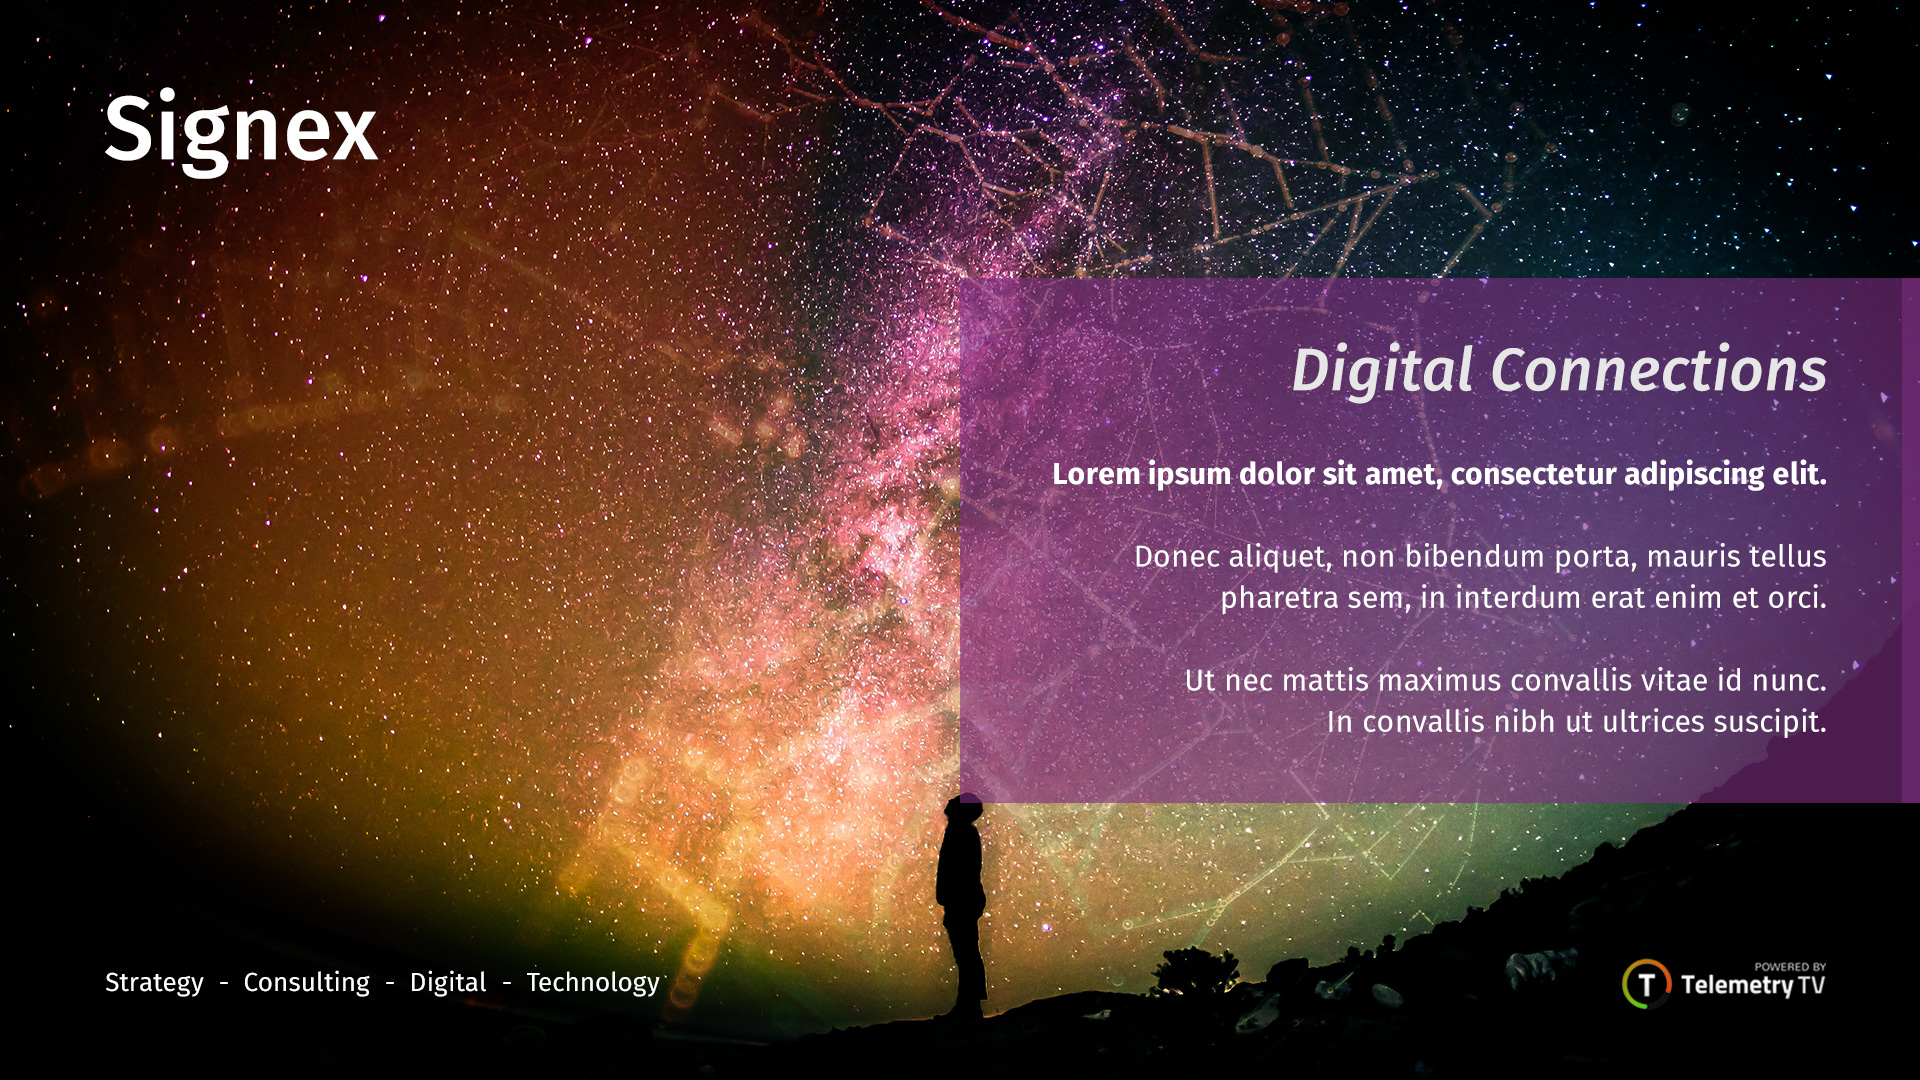 Signex
Digital Connections
Lorem ipsum dolor sit amet, consectetur adipiscing elit.
Donec aliquet, non bibendum porta, mauris tellus
pharetra sem, in interdum erat enim et orci.
Ut nec mattis maximus convallis vitae id nunc.
In convallis nibh ut ultrices suscipit.
Strategy - Consulting - Digital - Technology
POWERED BY
T TelemetryTV